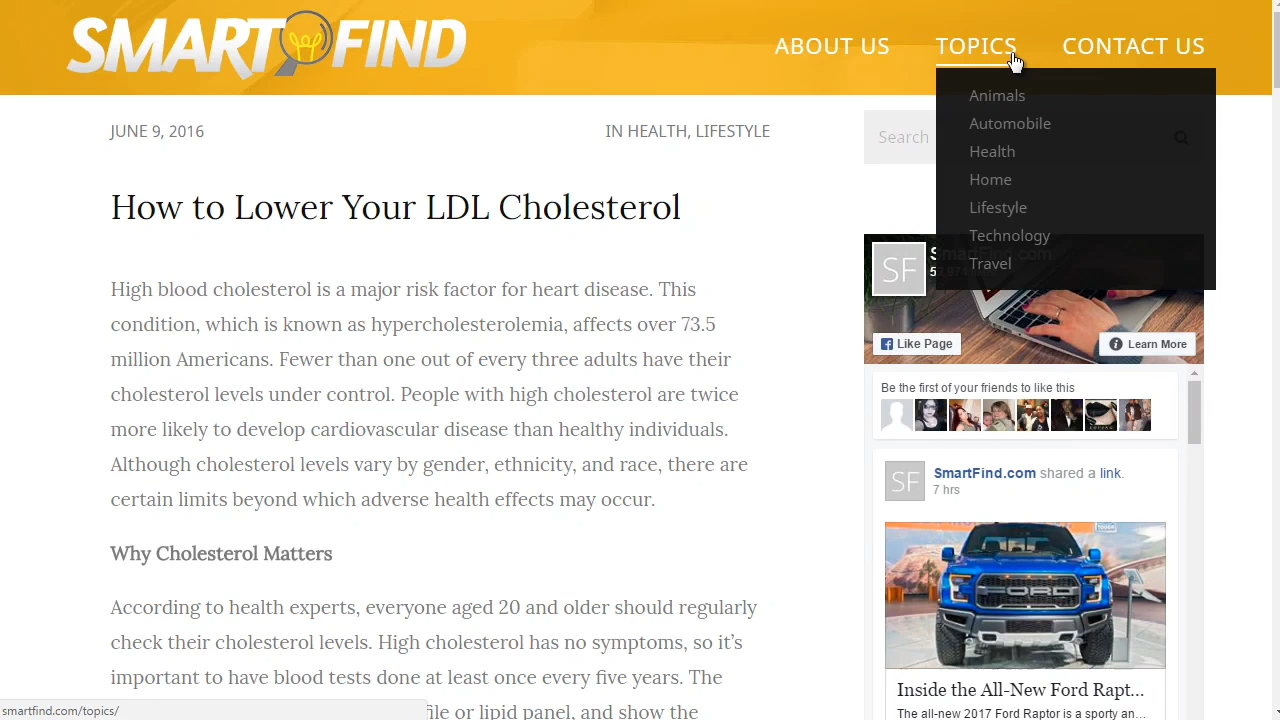 SMART FIND
ABOUT US
TOPICS
CONTACT US
Animals
Automobile
Health
Home
Lifestyle
Technology
Travel
JUNE 9, 2016
IN HEALTH, LIFESTYLE
Search
How to Lower Your LDL Cholesterol
High blood cholesterol is a major risk factor for heart disease. This
condition, which is known as hypercholesterolemia, affects over 73.5
million Americans. Fewer than one out of every three adults have their
cholesterol levels under control. People with high cholesterol are twice
more likely to develop cardiovascular disease than healthy individuals.
Although cholesterol levels vary by gender, ethnicity, and race, there are
certain limits beyond which adverse health effects may occur.
Why Cholesterol Matters
According to health experts, everyone aged 20 and older should regularly
check their cholesterol levels. High cholesterol has no symptoms, so it's
important to have blood tests done at least once every five years. The
file or lipid panel, and show the
SF
SmartFind.com
Like Page
Learn More
Be the first of your friends to like this
SF
SmartFind.com shared a link.
7 hrs
FORD
Inside the All-New Ford Rapt...
The all-new 2017 Ford Raptor is a sporty an...
smartfind.com/topics/